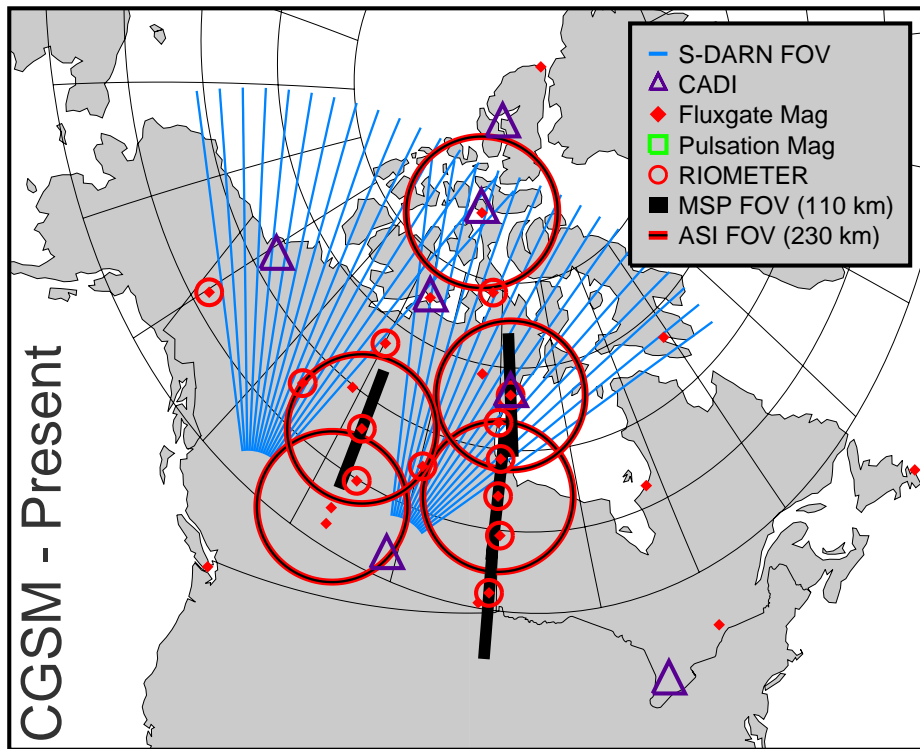 S-DARN FOV
CADI
Fluxgate Mag
Pulsation Mag
RIOMETER
MSP FOV (110 km)
ASI FOV (230 km)
CGSM - Present